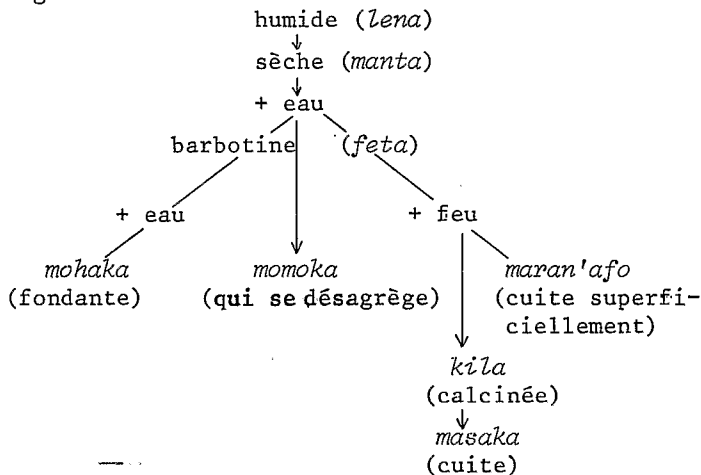 humide (lena)
sèche (manta)
+ eau
barbotine (feta)
+ eau + feu
mohaka momoka maran'afo
(fondante) (qui se désagrège) (cuite superfi-
ciellement)
kila
(calcinée)
masaka
(cuite)